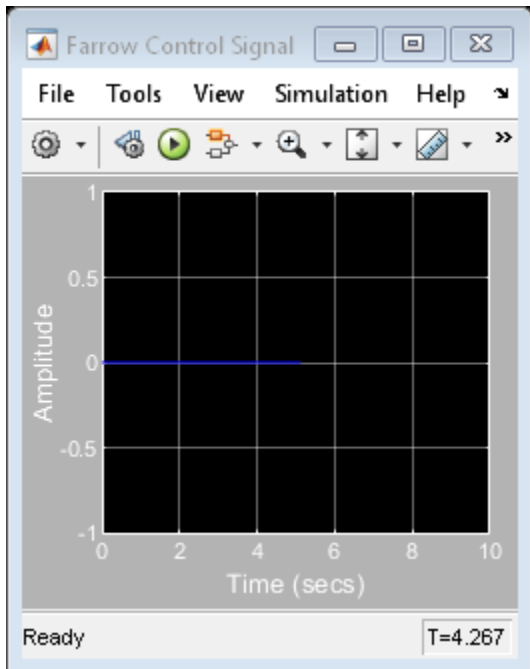 Farrow Control Signal
File Tools View Simulation Help
1
0.5
0
-0.5
-1
Amplitude
0 2 4 6 8 10
Time (secs)
Ready T=4.267